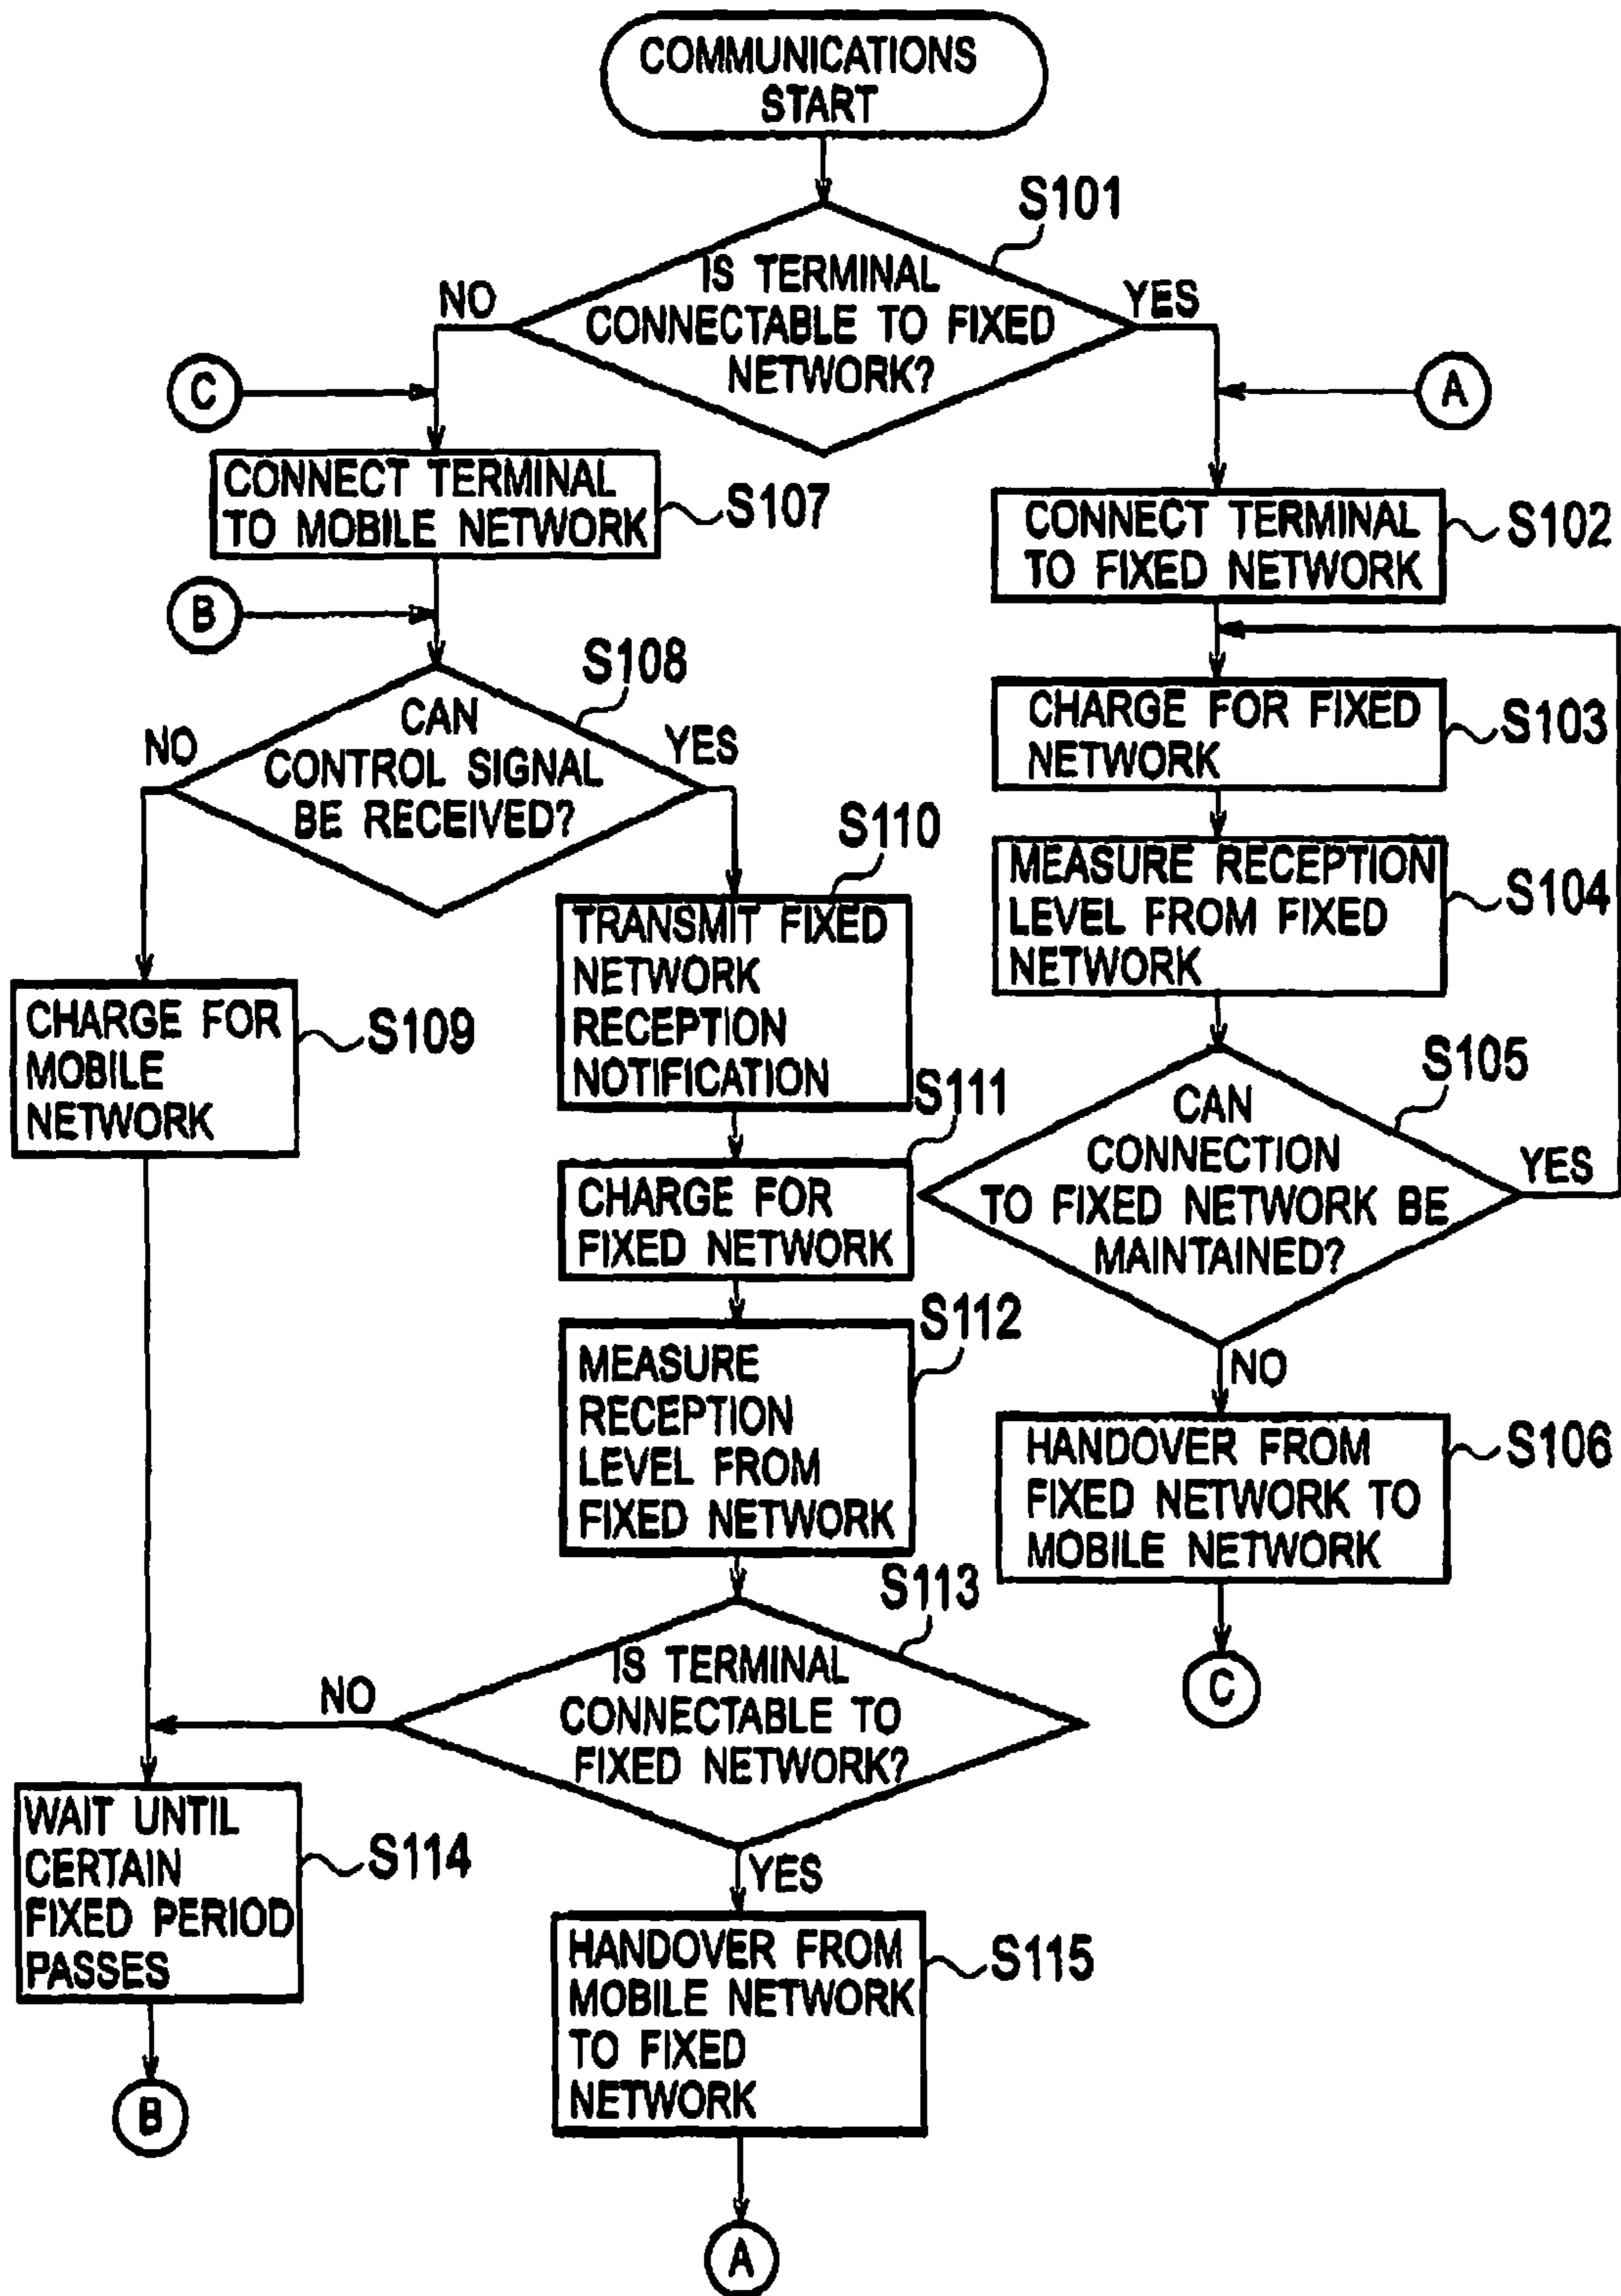 COMMUNICATIONS
START
S101
IS TERMINAL
CONNECTABLE TO FIXED
NETWORK?
NO
YES
C
A
CONNECT TERMINAL
TO MOBILE NETWORK
S107
CONNECT TERMINAL
TO FIXED NETWORK
S102
B
S108
CAN
CONTROL SIGNAL
BE RECEIVED?
NO
YES
CHARGE FOR FIXED
NETWORK
S103
S110
TRANSMIT FIXED
NETWORK
RECEPTION
NOTIFICATION
MEASURE RECEPTION
LEVEL FROM FIXED
NETWORK
S104
CHARGE FOR
MOBILE
NETWORK
S109
S111
CHARGE FOR
FIXED NETWORK
S105
CAN
CONNECTION
TO FIXED NETWORK BE
MAINTAINED?
YES
NO
S112
MEASURE
RECEPTION
LEVEL FROM
FIXED NETWORK
HANDOVER FROM
FIXED NETWORK TO
MOBILE NETWORK
S106
C
S113
IS TERMINAL
CONNECTABLE TO
FIXED NETWORK?
NO
YES
WAIT UNTIL
CERTAIN
FIXED PERIOD
PASSES
S114
B
HANDOVER FROM
MOBILE NETWORK
TO FIXED
NETWORK
S115
A